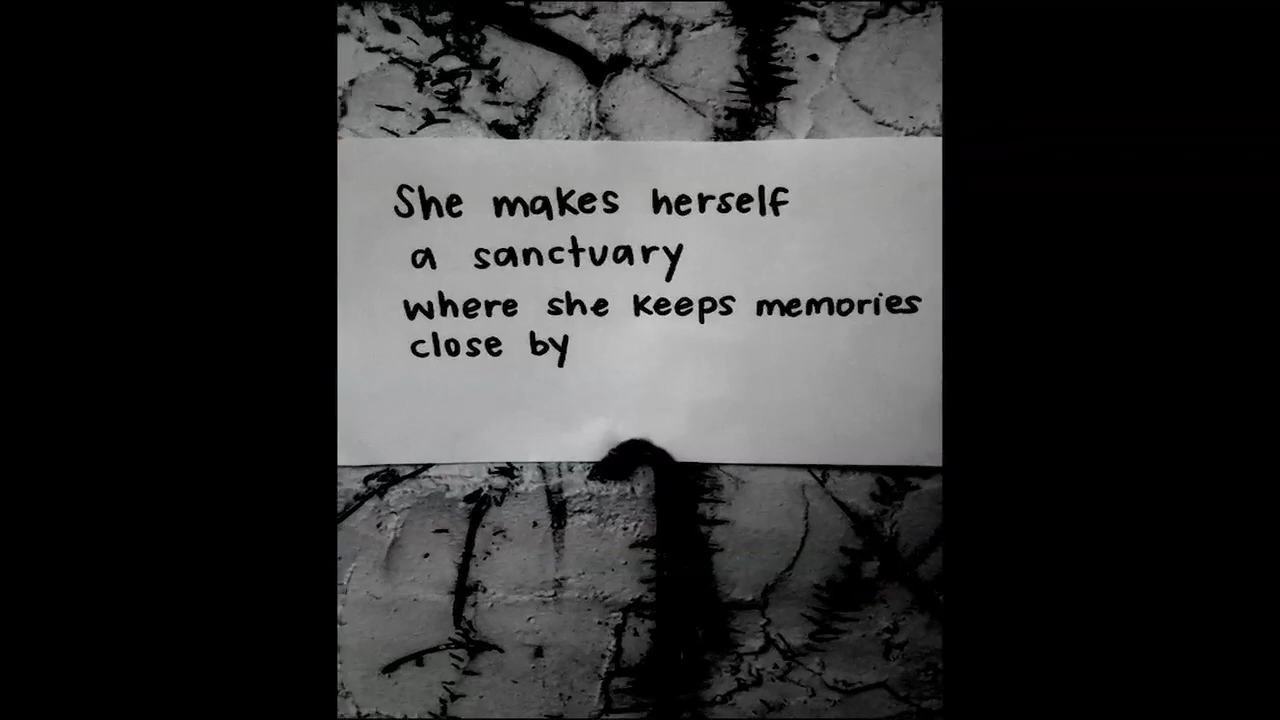 She makes herself
a sanctuary
where she keeps memories
close by